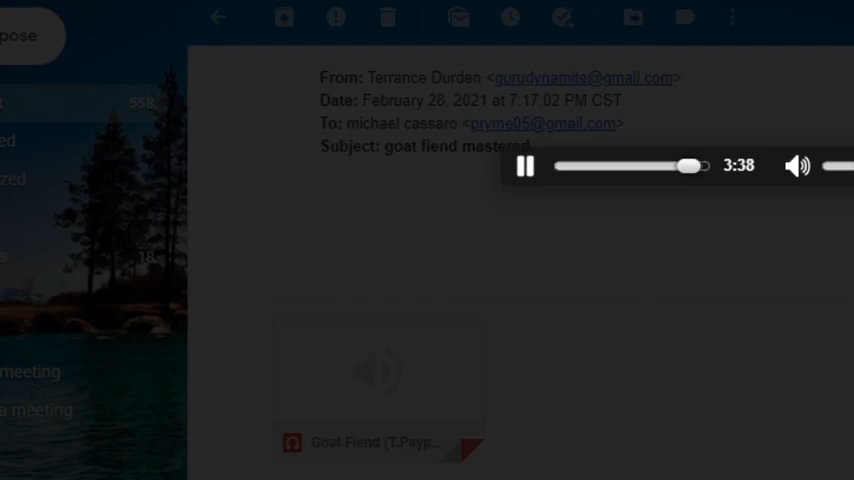 pose
558
From: Terrance Durden <gurudynamite@gmail.com>
Date: February 28, 2021 at 7:17:02 PM CST
ed
To: michael cassaro <pryme05@gmail.com>
Subject: goat fiend mastered
3:38
zed
s
18
meeting
a meeting
Goat Fiend (T.Payp...